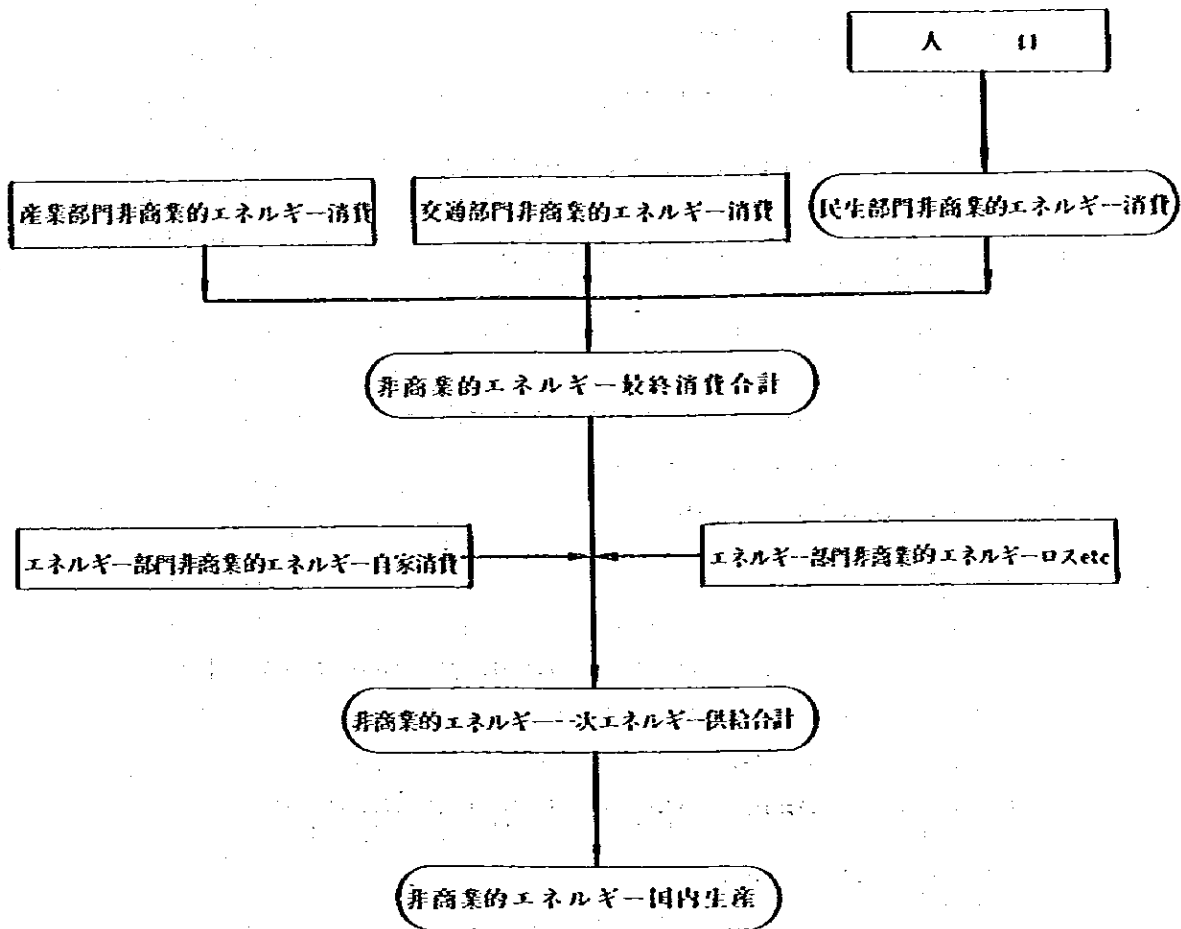 人 口
産業部門非商業的エネルギー消費
交通部門非商業的エネルギー消費
民生部門非商業的エネルギー消費
非商業的エネルギー最終消費合計
エネルギー部門非商業的エネルギー自家消費
エネルギー部門非商業的エネルギーロスetc
非商業的エネルギー一次エネルギー供給合計
非商業的エネルギー国内生産